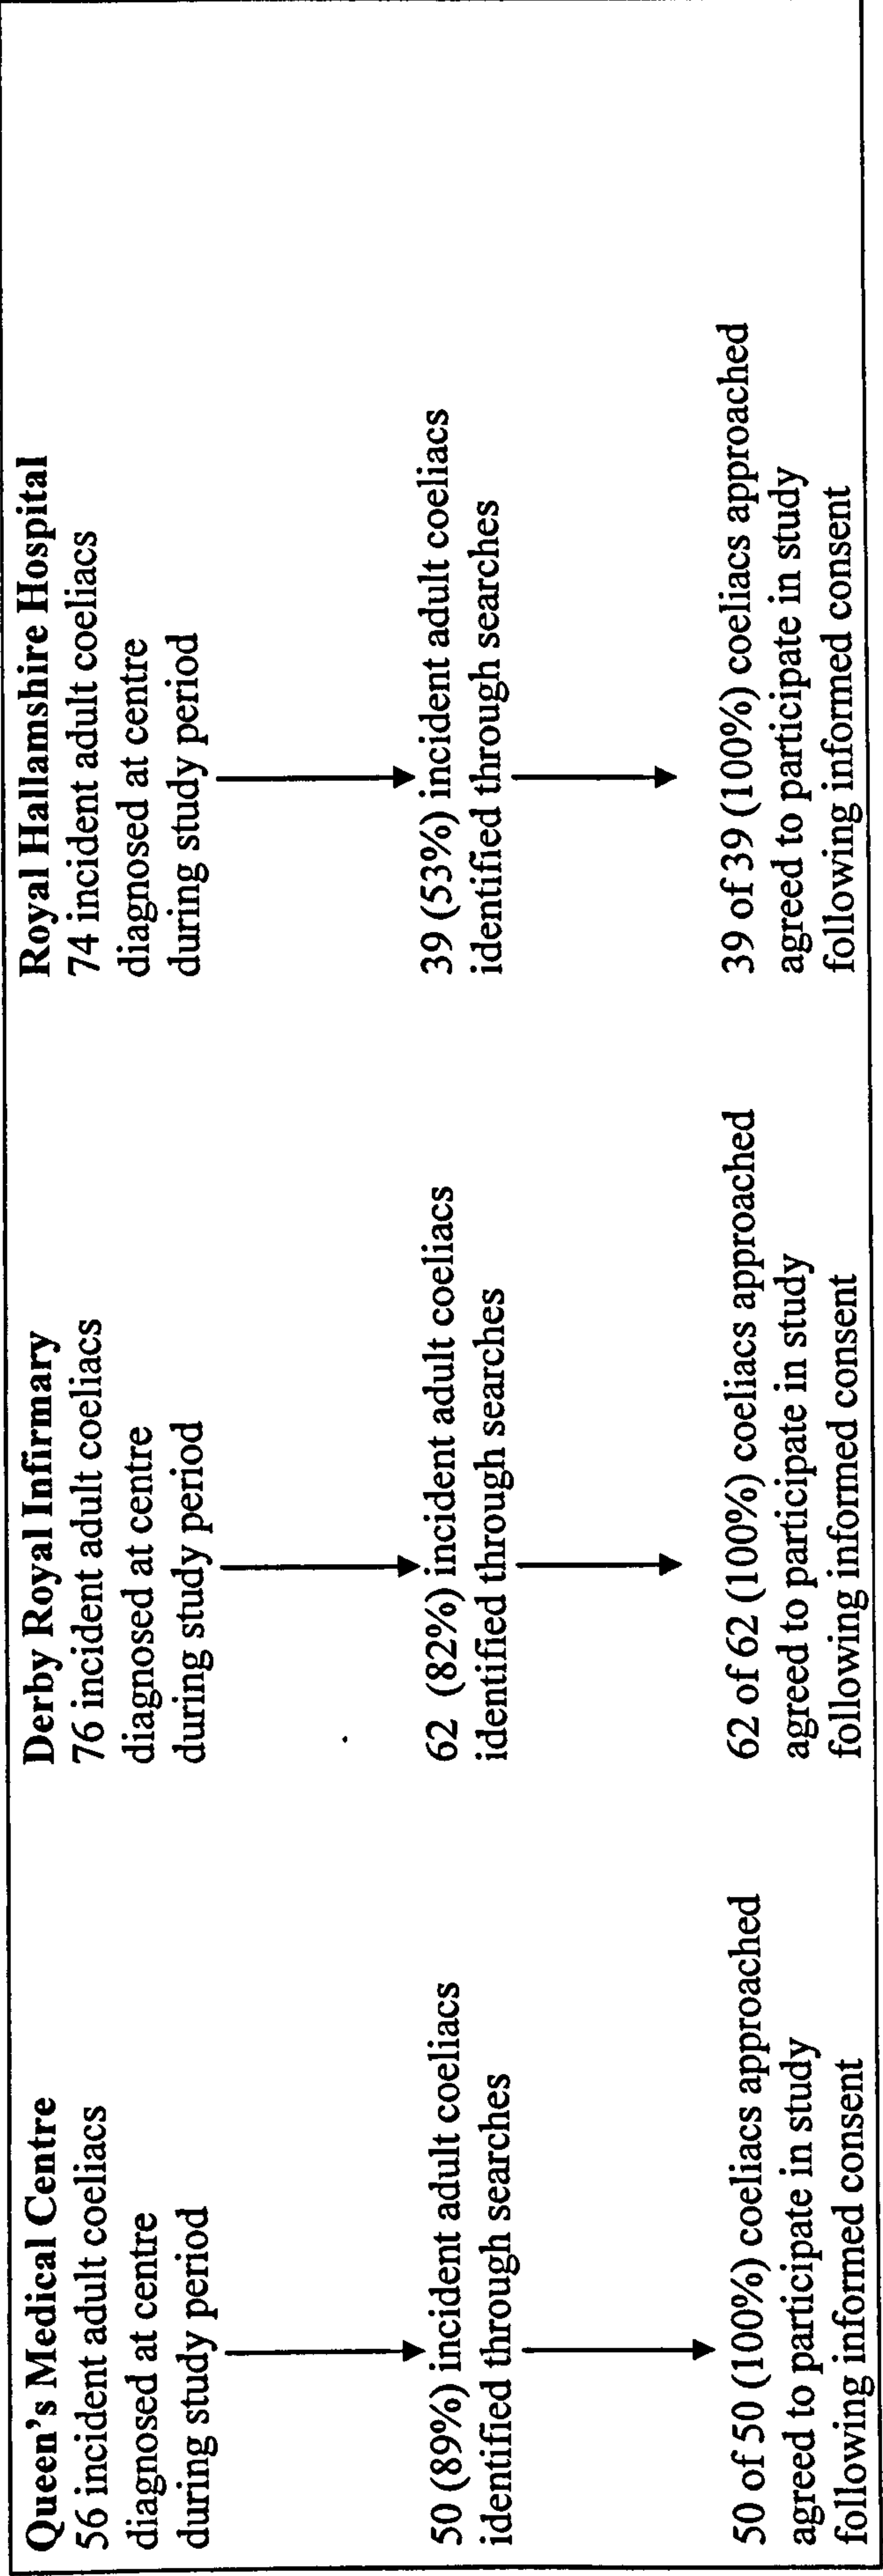 Queen's Medical Centre
56 incident adult coeliacs
diagnosed at centre
during study period
50 (89%) incident adult coeliacs
identified through searches
50 of 50 (100%) coeliacs approached
agreed to participate in study
following informed consent
Derby Royal Infirmary
76 incident adult coeliacs
diagnosed at centre
during study period
62 (82%) incident adult coeliacs
identified through searches
62 of 62 (100%) coeliacs approached
agreed to participate in study
following informed consent
Royal Hallamshire Hospital
74 incident adult coeliacs
diagnosed at centre
during study period
39 (53%) incident adult coeliacs
identified through searches
39 of 39 (100%) coeliacs approached
agreed to participate in study
following informed consent